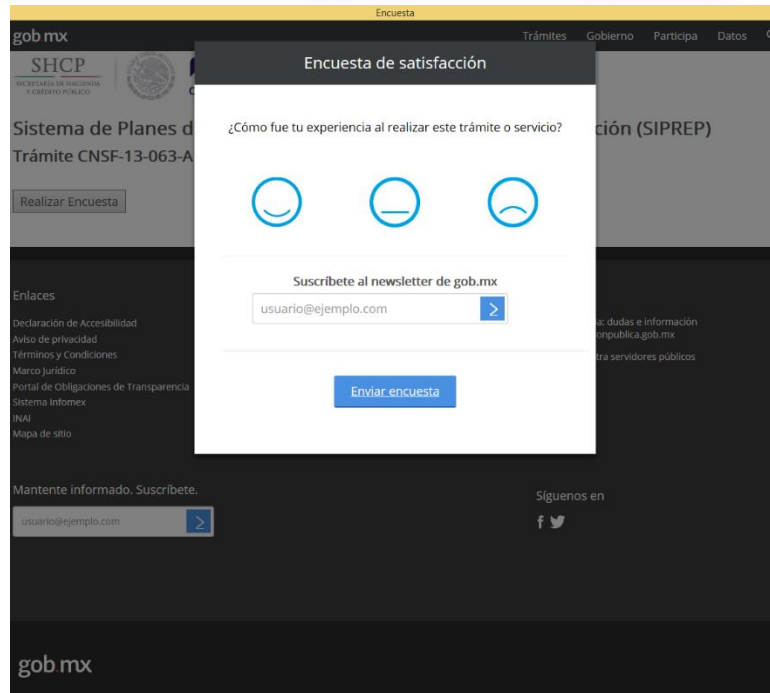 Encuesta
gob mx
Trámites Gobierno Participa Datos
SHCP
SECRETARÍA DE HACIENDA
Y CRÉDITO PÚBLICO
Encuesta de satisfacción
Sistema de Planes d
ción (SIPREP)
Trámite CNSF-13-063-A
Realizar Encuesta
¿Cómo fue tu experiencia al realizar este trámite o servicio?
Suscríbete al newsletter de gob.mx
usuario@ejemplo.com
Enviar encuesta
Enlaces
Declaración de Accesibilidad
Aviso de privacidad
Términos y Condiciones
Marco Jurídico
Portal de Obligaciones de Transparencia
Sistema Infomex
INAI
Mapa de sitio
a: dudas e información
onpublica.gob.mx
tra servidores públicos
Mantente informado. Suscríbete.
usuario@ejemplo.com
Síguenos en
gob mx